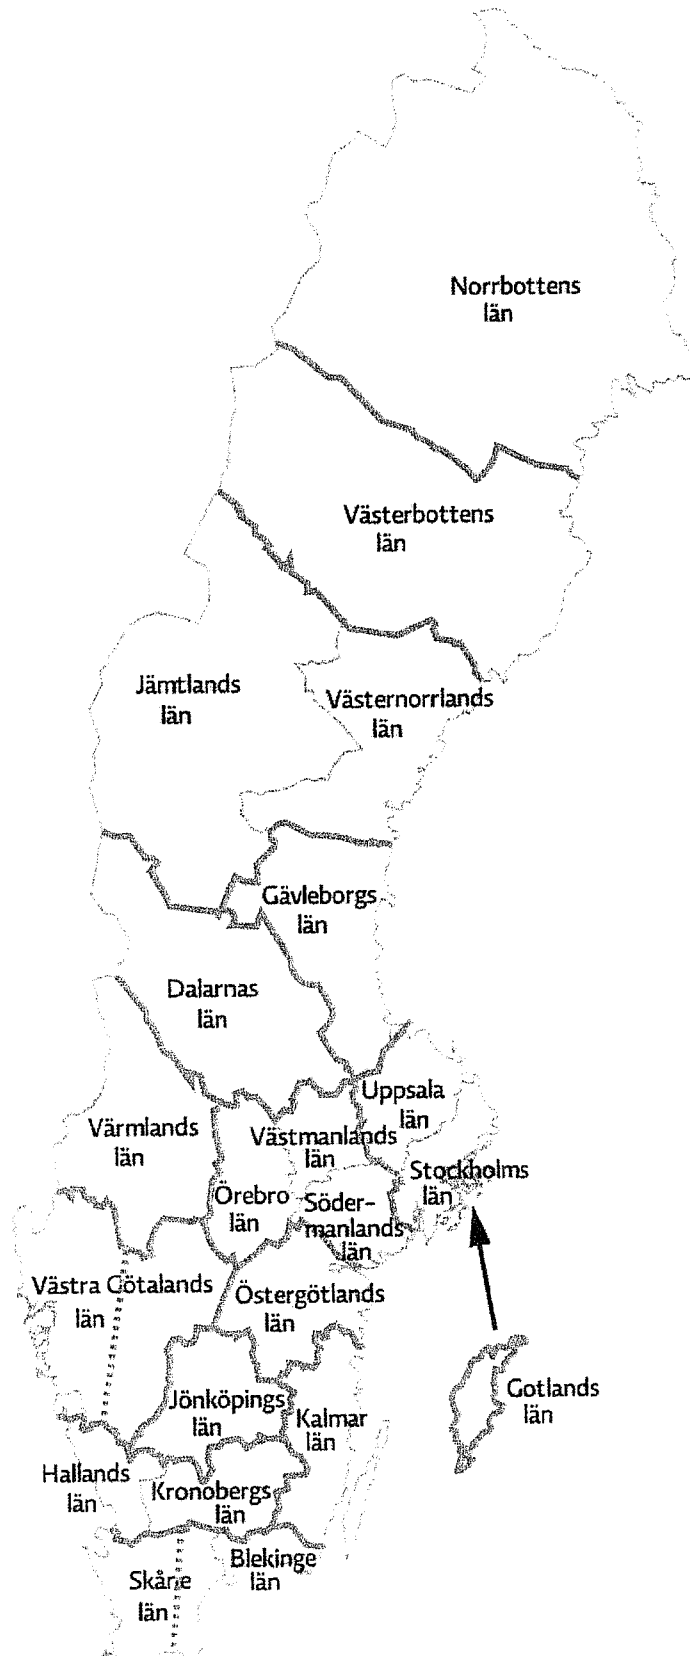 Norrbottens
län
Västerbottens
län
Jämtlands
län
Västernorrlands
län
Gävleborgs
län
Dalarnas
län
Uppsala
län
Värmlands
län
Västmanlands
län
Stockholms
län
Örebro
län
Söder-
manlands
län
Västra Götalands
län
Östergötlands
län
Jönköpings
län
Kalmar
län
Gotlands
län
Hallands
län
Kronobergs
län
Blekinge
län
Skåne
län